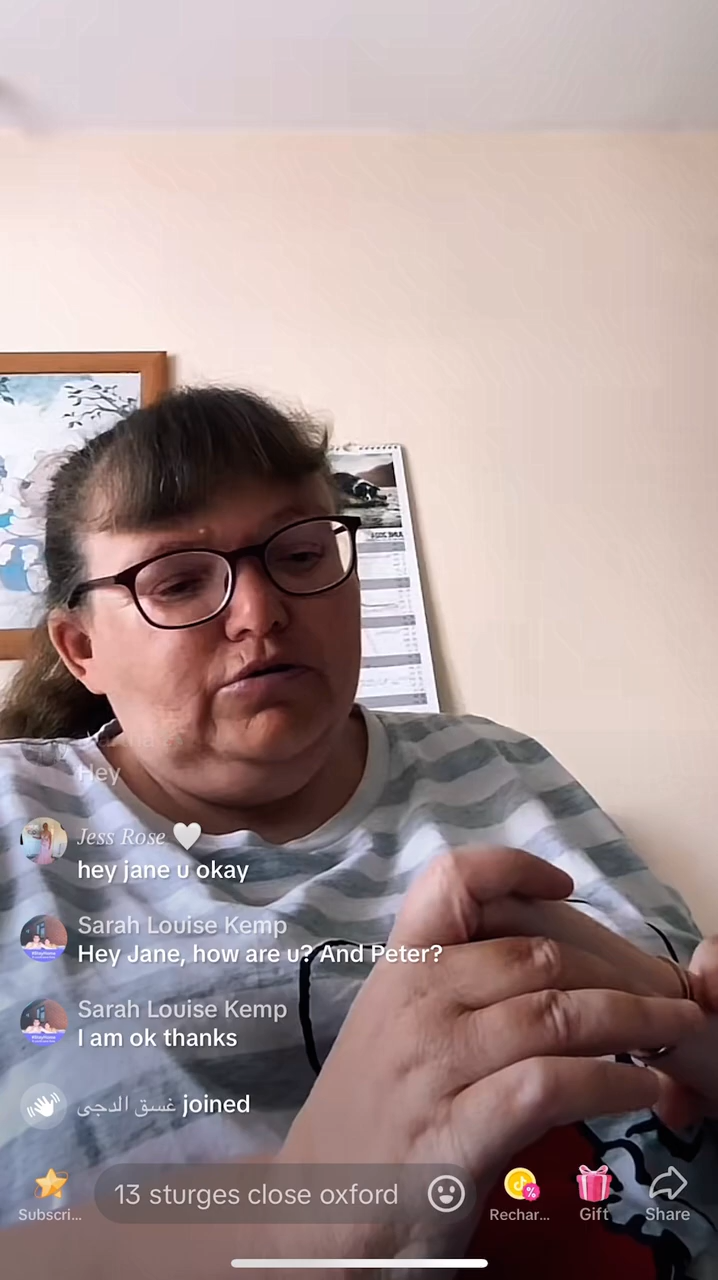 Hey
Jess Rose 🤍
hey jane u okay
Sarah Louise Kemp
Hey Jane, how are u? And Peter?
Sarah Louise Kemp
I am ok thanks
غسق الدجى joined
13 sturges close oxford
Subscri...
Rechar...
Gift
Share